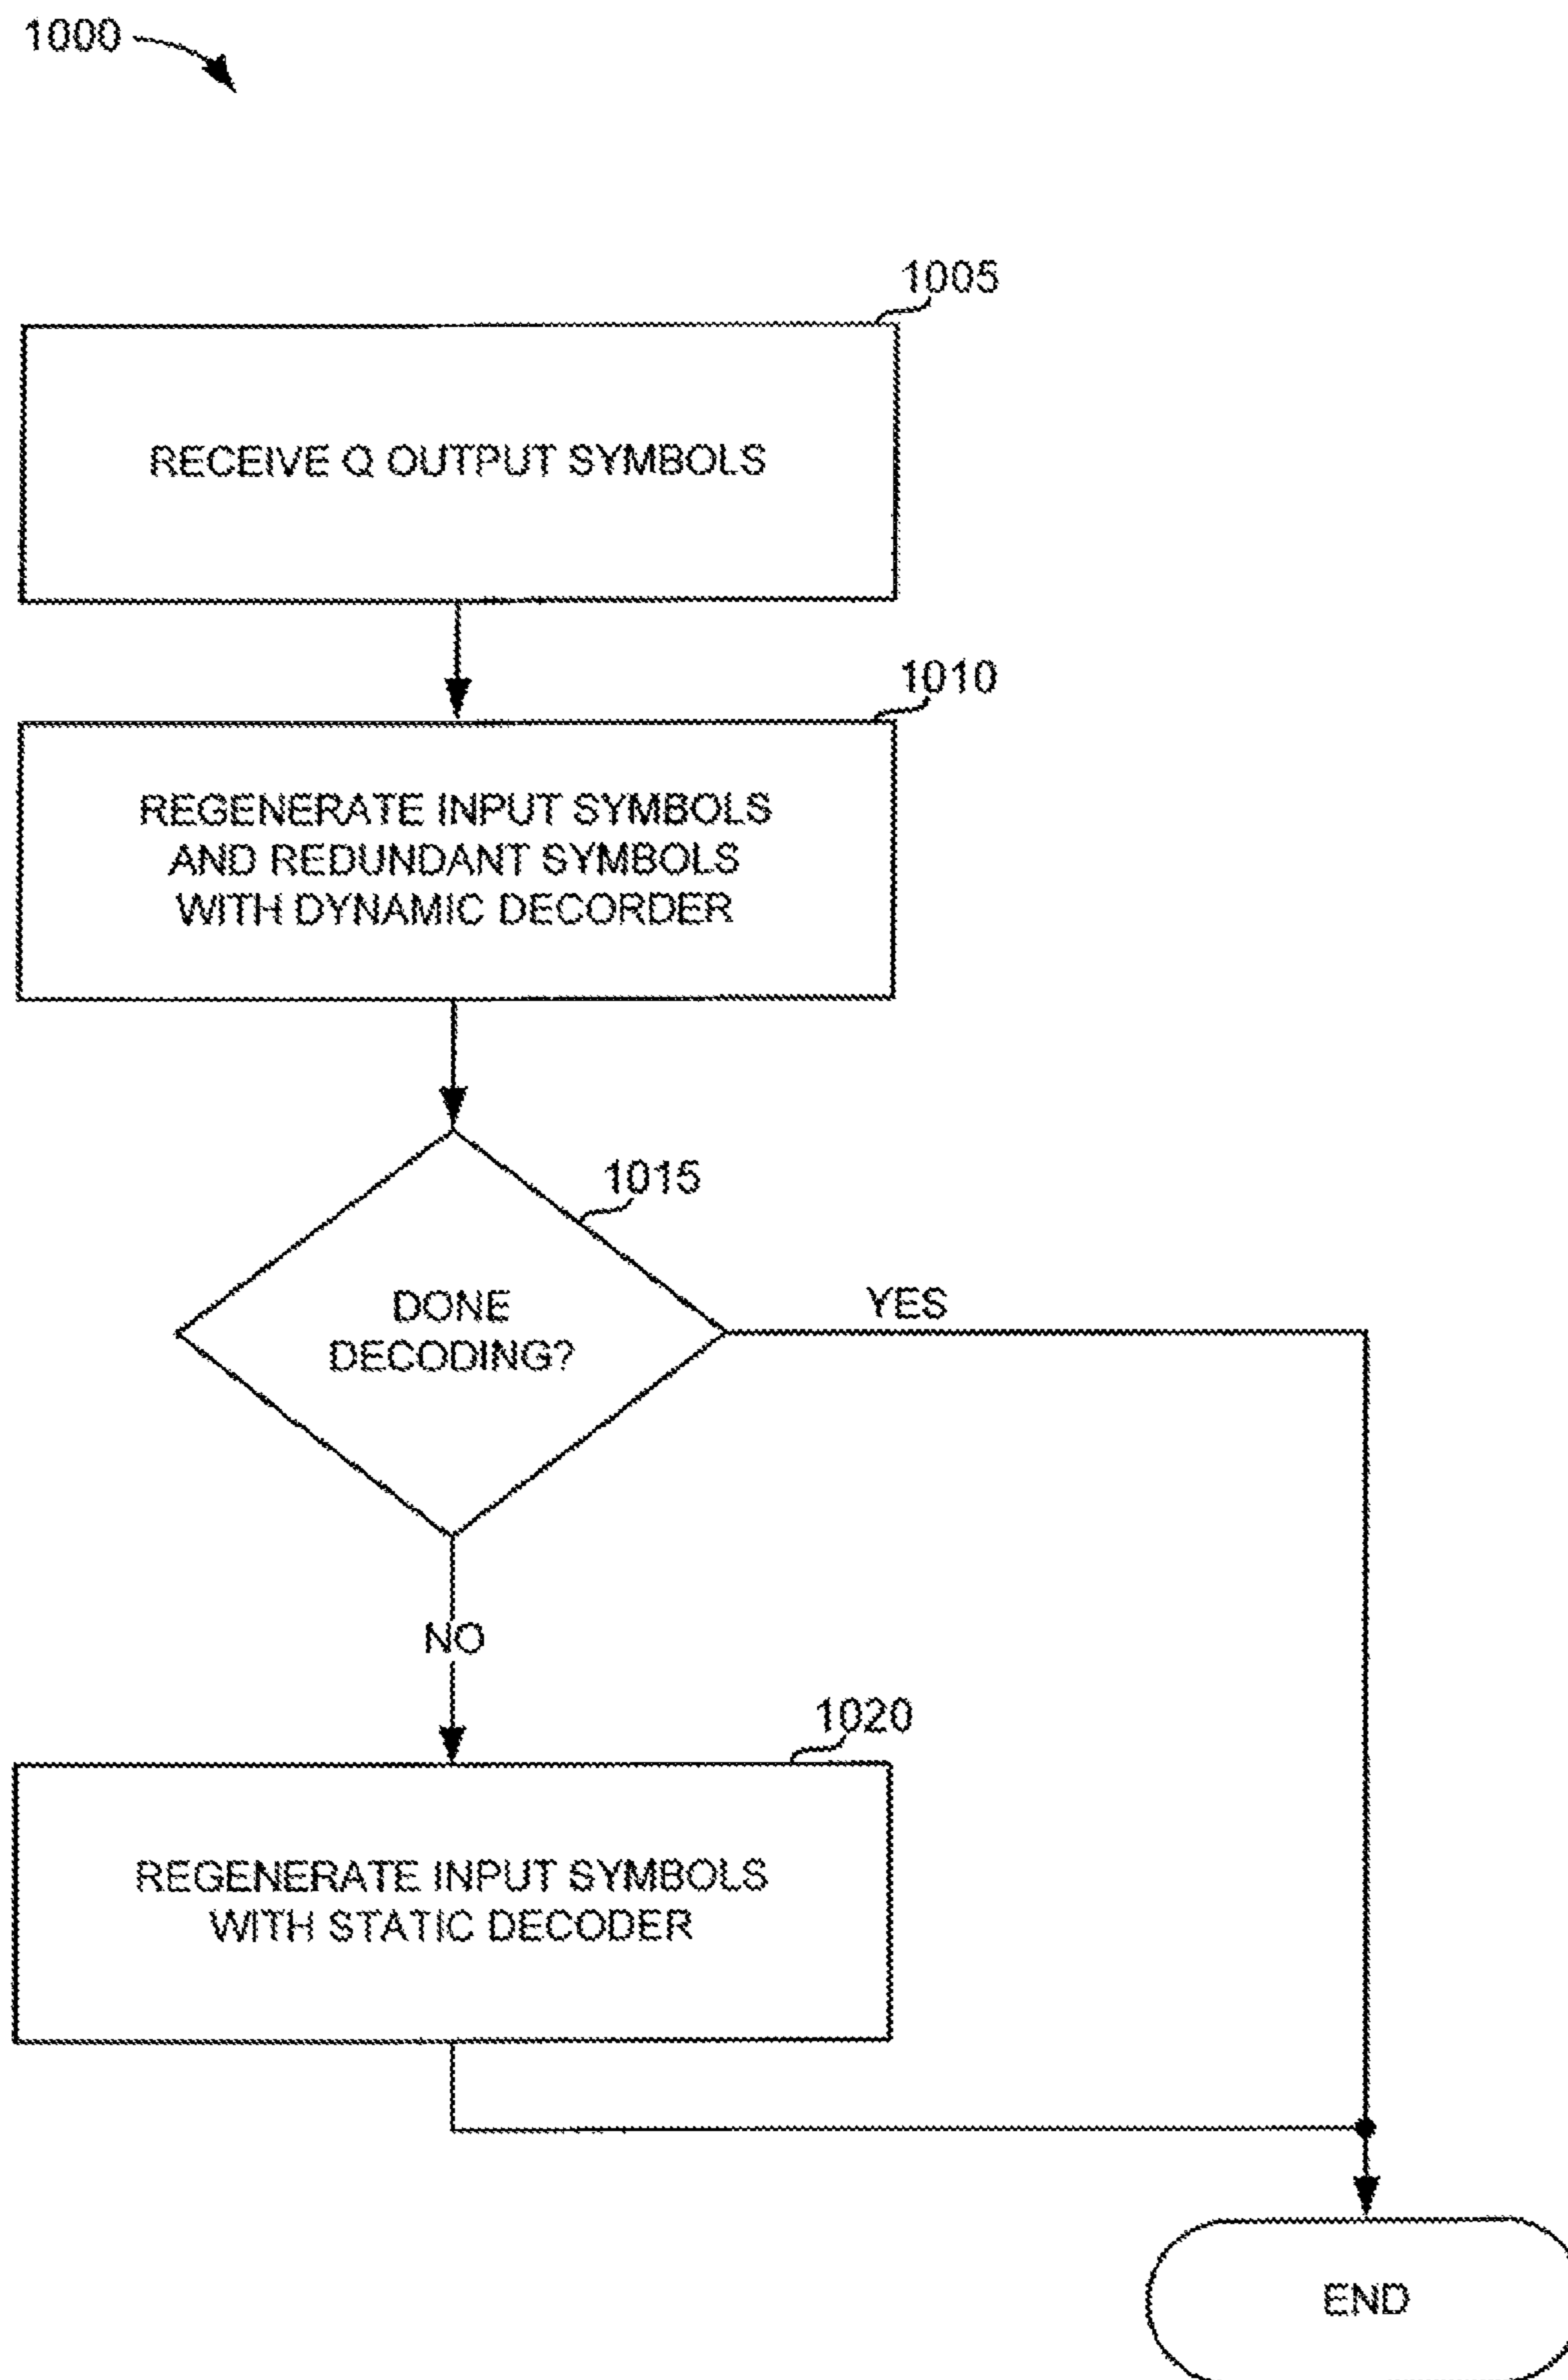 1000
1005
RECEIVE Q OUTPUT SYMBOLS
1010
REGENERATE INPUT SYMBOLS
AND REDUNDANT SYMBOLS
WITH DYNAMIC DECORDER
1015
DONE
DECODING?
YES
NO
1020
REGENERATE INPUT SYMBOLS
WITH STATIC DECODER
END